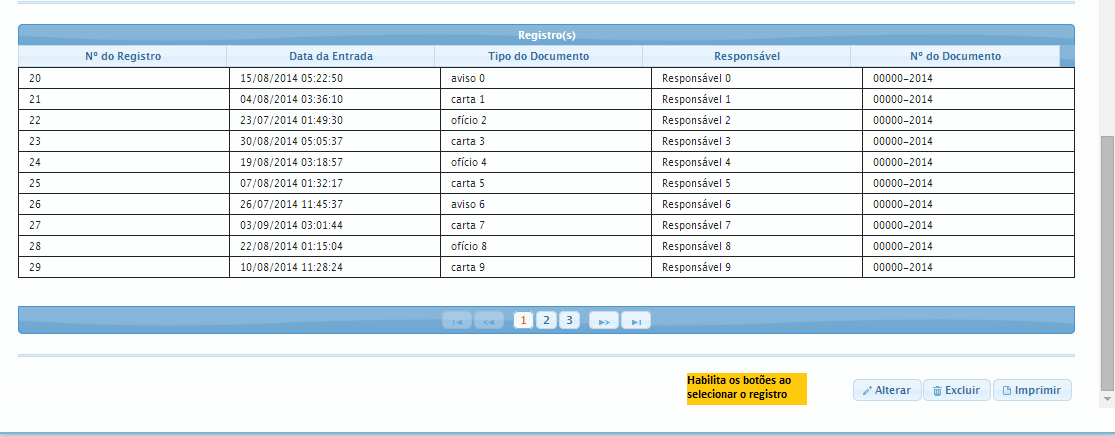 Registro(s)
Nº do Registro Data da Entrada Tipo do Documento Responsável Nº do Documento
20 15/08/2014 05:22:50 aviso 0 Responsável 0 00000-2014
21 04/08/2014 03:36:10 carta 1 Responsável 1 00000-2014
22 23/07/2014 01:49:30 ofício 2 Responsável 2 00000-2014
23 30/08/2014 05:05:37 carta 3 Responsável 3 00000-2014
24 19/08/2014 03:18:57 ofício 4 Responsável 4 00000-2014
25 07/08/2014 01:32:17 carta 5 Responsável 5 00000-2014
26 26/07/2014 11:45:37 aviso 6 Responsável 6 00000-2014
27 03/09/2014 03:01:44 carta 7 Responsável 7 00000-2014
28 22/08/2014 01:15:04 ofício 8 Responsável 8 00000-2014
29 10/08/2014 11:28:24 carta 9 Responsável 9 00000-2014
1 2 3
Habilita os botões ao
selecionar o registro
Alterar Excluir Imprimir